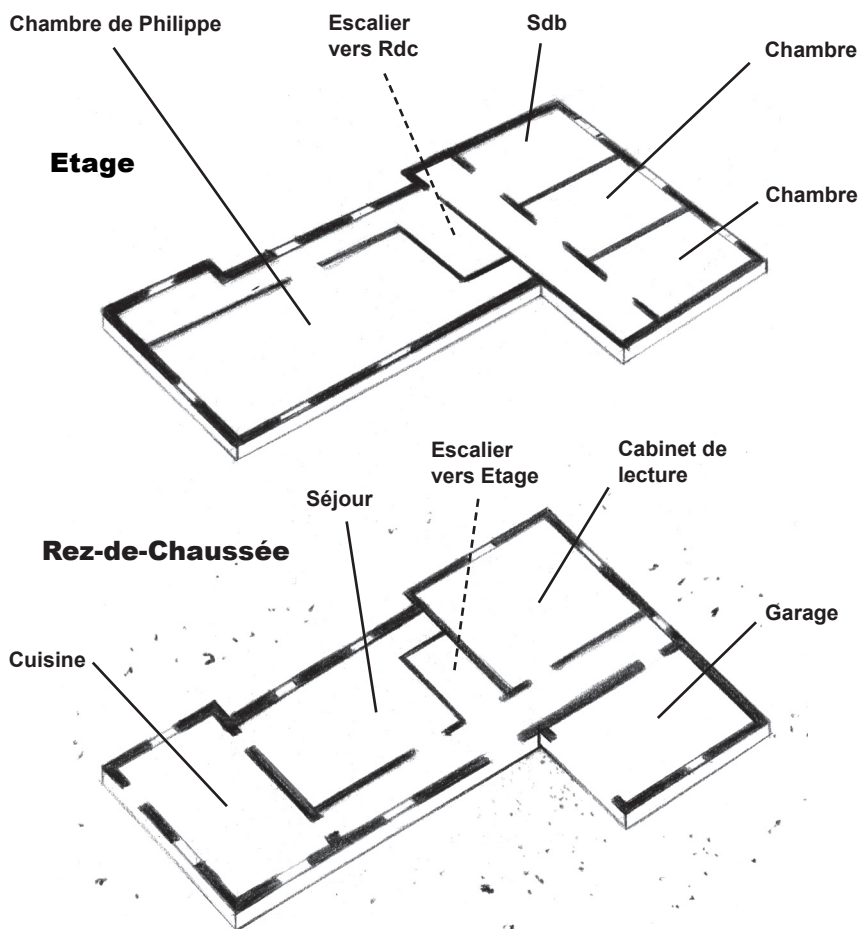 Chambre de Philippe
Escalier
vers Rdc
Sdb
Chambre
Etage
Chambre
Escalier
vers Etage
Cabinet de
lecture
Séjour
Rez-de-Chaussée
Garage
Cuisine